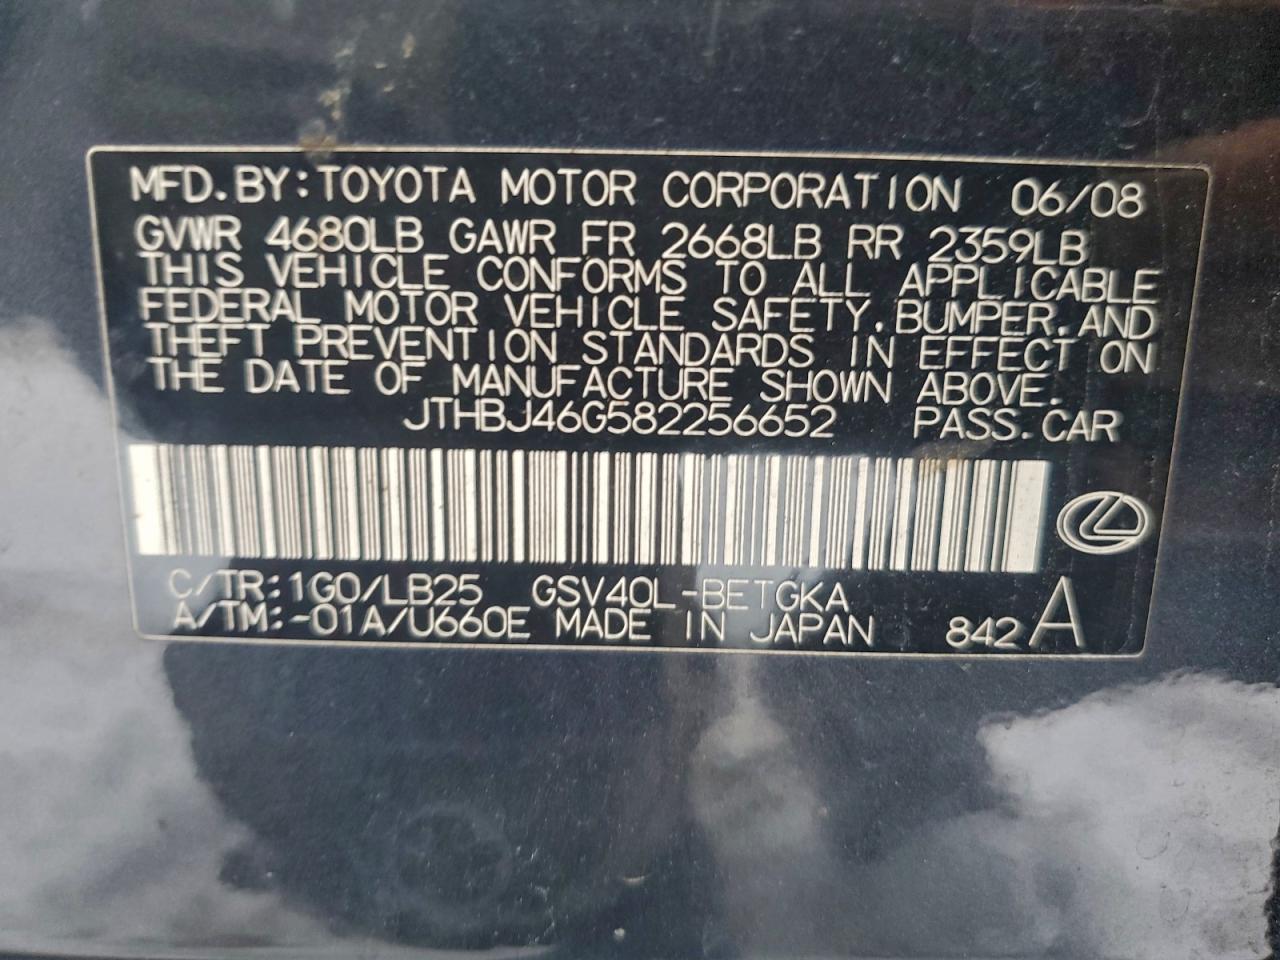 MFD.BY:TOYOTA MOTOR CORPORATION 06/08
GVWR 4680LB GAWR FR 2668LB RR 2359LB
THIS VEHICLE CONFORMS TO ALL APPLICABLE
FEDERAL MOTOR VEHICLE SAFETY,BUMPER,AND
THEFT PREVENTION STANDARDS IN EFFECT ON
THE DATE OF MANUFACTURE SHOWN ABOVE.
JTHBJ46G582256652 PASS.CAR
C/TR:1G0/LB25 GSV40L-BETGKA
A/TM:-01A/U660E MADE IN JAPAN 842A